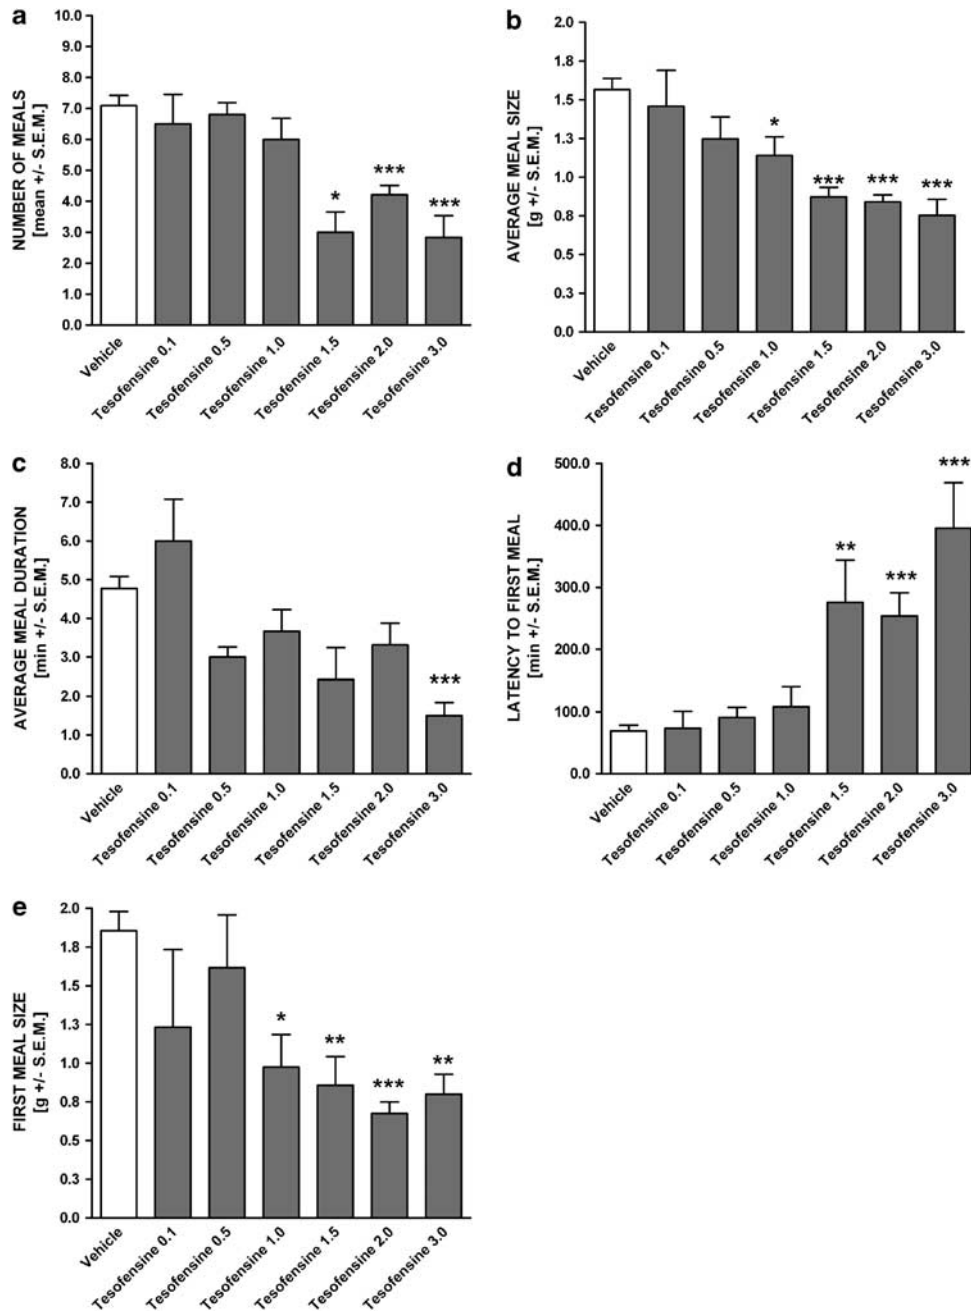 a
NUMBER OF MEALS
[mean +/- S.E.M.]
10.0
9.0
8.0
7.0
6.0
5.0
4.0
3.0
2.0
1.0
0.0
*
***
***
Vehicle
Tesofensine 0.1
Tesofensine 0.5
Tesofensine 1.0
Tesofensine 1.5
Tesofensine 2.0
Tesofensine 3.0
b
AVERAGE MEAL SIZE
[g +/- S.E.M.]
2.0
1.8
1.5
1.3
1.0
0.8
0.5
0.3
0.0
*
***
***
***
Vehicle
Tesofensine 0.1
Tesofensine 0.5
Tesofensine 1.0
Tesofensine 1.5
Tesofensine 2.0
Tesofensine 3.0
c
AVERAGE MEAL DURATION
[min +/- S.E.M.]
8.0
7.0
6.0
5.0
4.0
3.0
2.0
1.0
0.0
***
Vehicle
Tesofensine 0.1
Tesofensine 0.5
Tesofensine 1.0
Tesofensine 1.5
Tesofensine 2.0
Tesofensine 3.0
d
LATENCY TO FIRST MEAL
[min +/- S.E.M.]
500.0
400.0
300.0
200.0
100.0
0.0
**
***
***
Vehicle
Tesofensine 0.1
Tesofensine 0.5
Tesofensine 1.0
Tesofensine 1.5
Tesofensine 2.0
Tesofensine 3.0
e
FIRST MEAL SIZE
[g +/- S.E.M.]
2.0
1.8
1.5
1.3
1.0
0.8
0.5
0.3
0.0
*
**
***
**
Vehicle
Tesofensine 0.1
Tesofensine 0.5
Tesofensine 1.0
Tesofensine 1.5
Tesofensine 2.0
Tesofensine 3.0